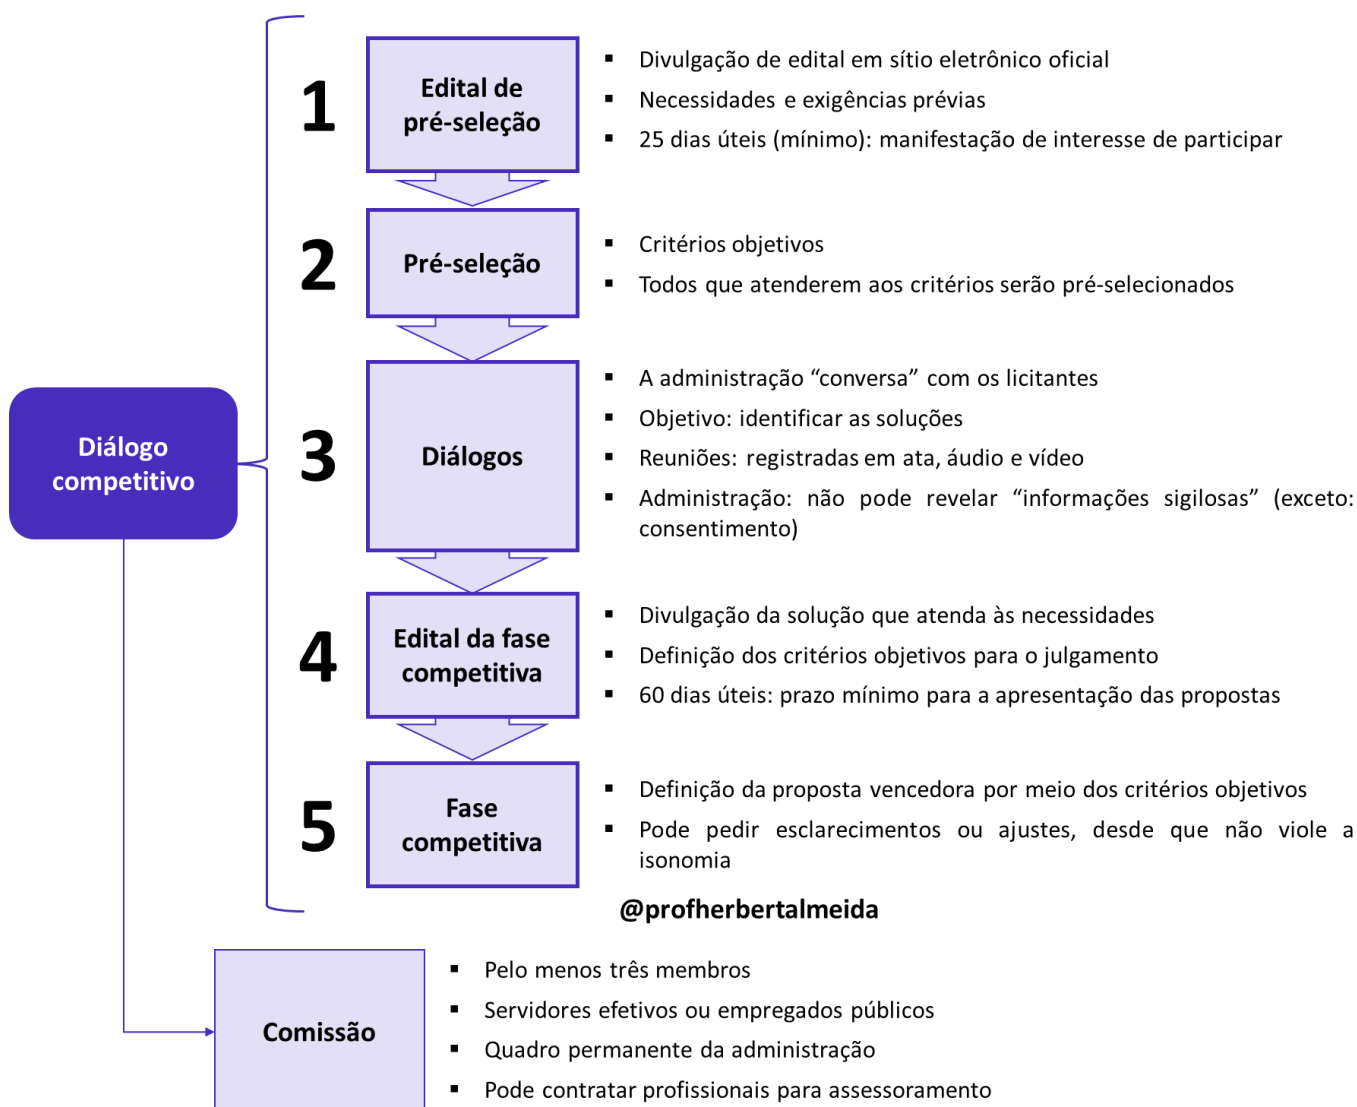 1
Edital de
pré-seleção
▪ Divulgação de edital em sítio eletrônico oficial
▪ Necessidades e exigências prévias
▪ 25 dias úteis (mínimo): manifestação de interesse de participar
2
Pré-seleção
▪ Critérios objetivos
▪ Todos que atenderem aos critérios serão pré-selecionados
Diálogo
competitivo
3
Diálogos
▪ A administração “conversa” com os licitantes
▪ Objetivo: identificar as soluções
▪ Reuniões: registradas em ata, áudio e vídeo
▪ Administração: não pode revelar “informações sigilosas” (exceto:
consentimento)
4
Edital da fase
competitiva
▪ Divulgação da solução que atenda às necessidades
▪ Definição dos critérios objetivos para o julgamento
▪ 60 dias úteis: prazo mínimo para a apresentação das propostas
5
Fase
competitiva
▪ Definição da proposta vencedora por meio dos critérios objetivos
▪ Pode pedir esclarecimentos ou ajustes, desde que não viole a
isonomia
@profherbertalmeida
Comissão
▪ Pelo menos três membros
▪ Servidores efetivos ou empregados públicos
▪ Quadro permanente da administração
▪ Pode contratar profissionais para assessoramento